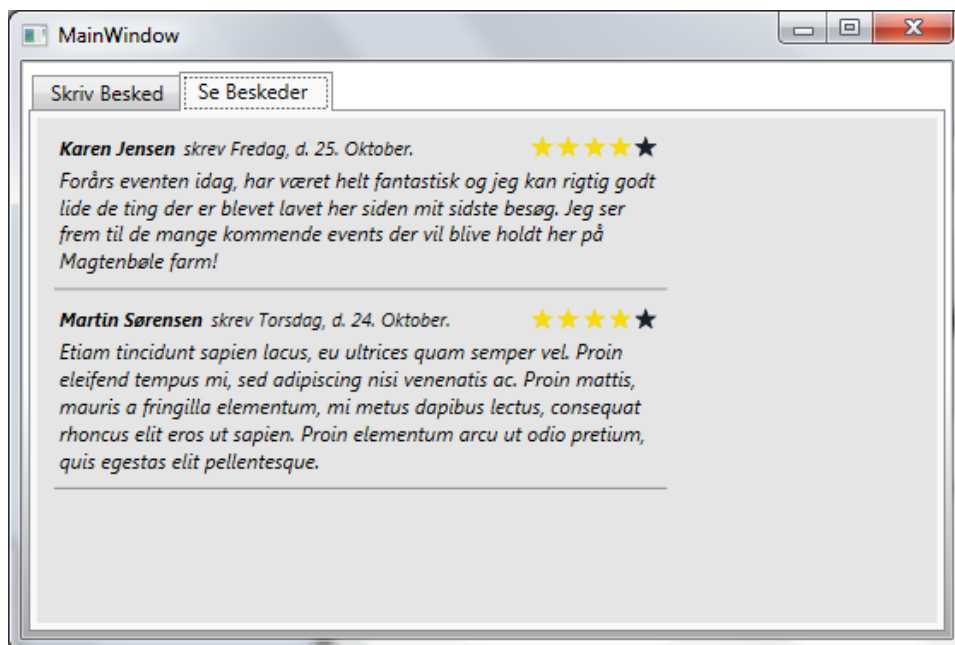 MainWindow
Skriv Besked Se Beskeder
Karen Jensen skrev Fredag, d. 25. Oktober.
Forårs eventen idag, har været helt fantastisk og jeg kan rigtig godt
lide de ting der er blevet lavet her siden mit sidste besøg. Jeg ser
frem til de mange kommende events der vil blive holdt her på
Magtenbøle farm!
Martin Sørensen skrev Torsdag, d. 24. Oktober.
Etiam tincidunt sapien lacus, eu ultrices quam semper vel. Proin
eleifend tempus mi, sed adipiscing nisi venenatis ac. Proin mattis,
mauris a fringilla elementum, mi metus dapibus lectus, consequat
rhoncus elit eros ut sapien. Proin elementum arcu ut odio pretium,
quis egestas elit pellentesque.